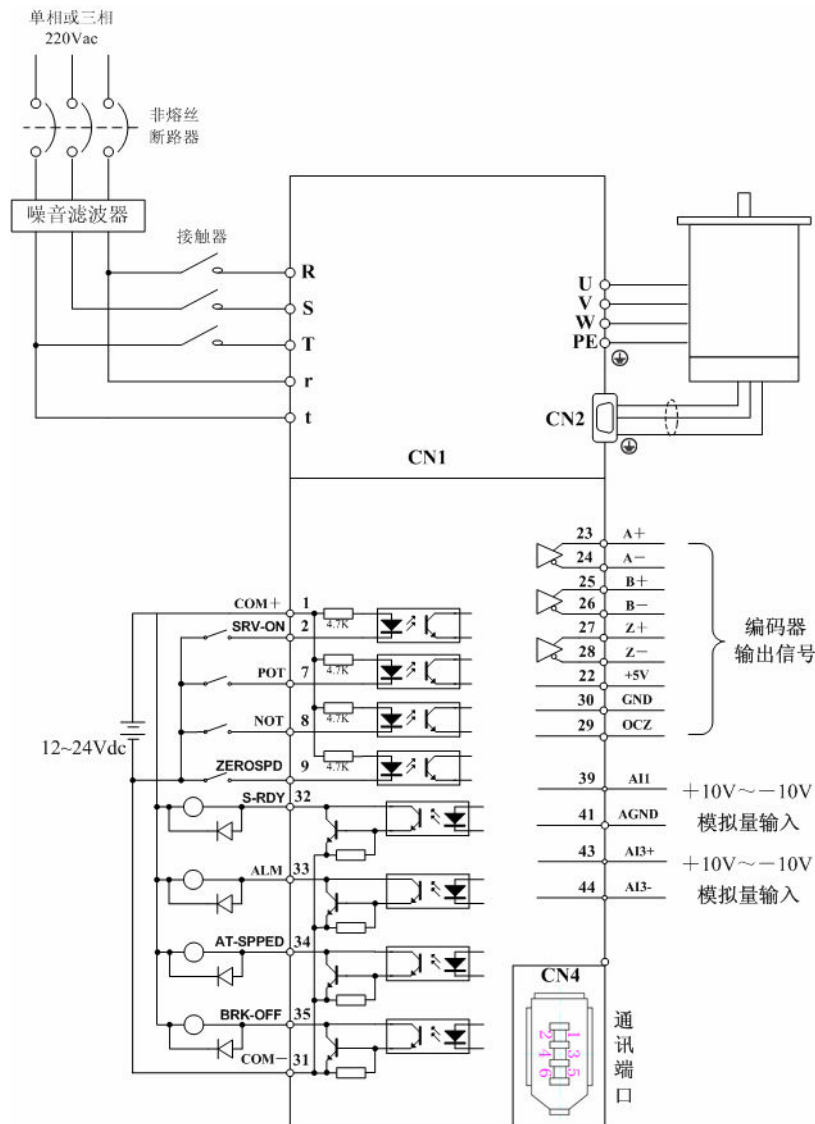 单相或三相
220Vac
非熔丝
断路器
噪音滤波器
接触器
R
S
T
r
t
U
V
W
PE
CN2
CN1
COM+ 1
SRV-ON 2
4.7K
POT 7
4.7K
NOT 8
4.7K
ZEROSPD 9
4.7K
12~24Vdc
S-RDY 32
ALM 33
AT-SPPED 34
BRK-OFF 35
COM- 31
23 A+
24 A-
25 B+
26 B-
27 Z+
28 Z-
22 +5V
30 GND
29 OCZ
编码器
输出信号
39 AI1
41 AGND
+10V~-10V
模拟量输入
43 AI3+
44 AI3-
+10V~-10V
模拟量输入
CN4
2 1
4 3
6 5
通讯端口